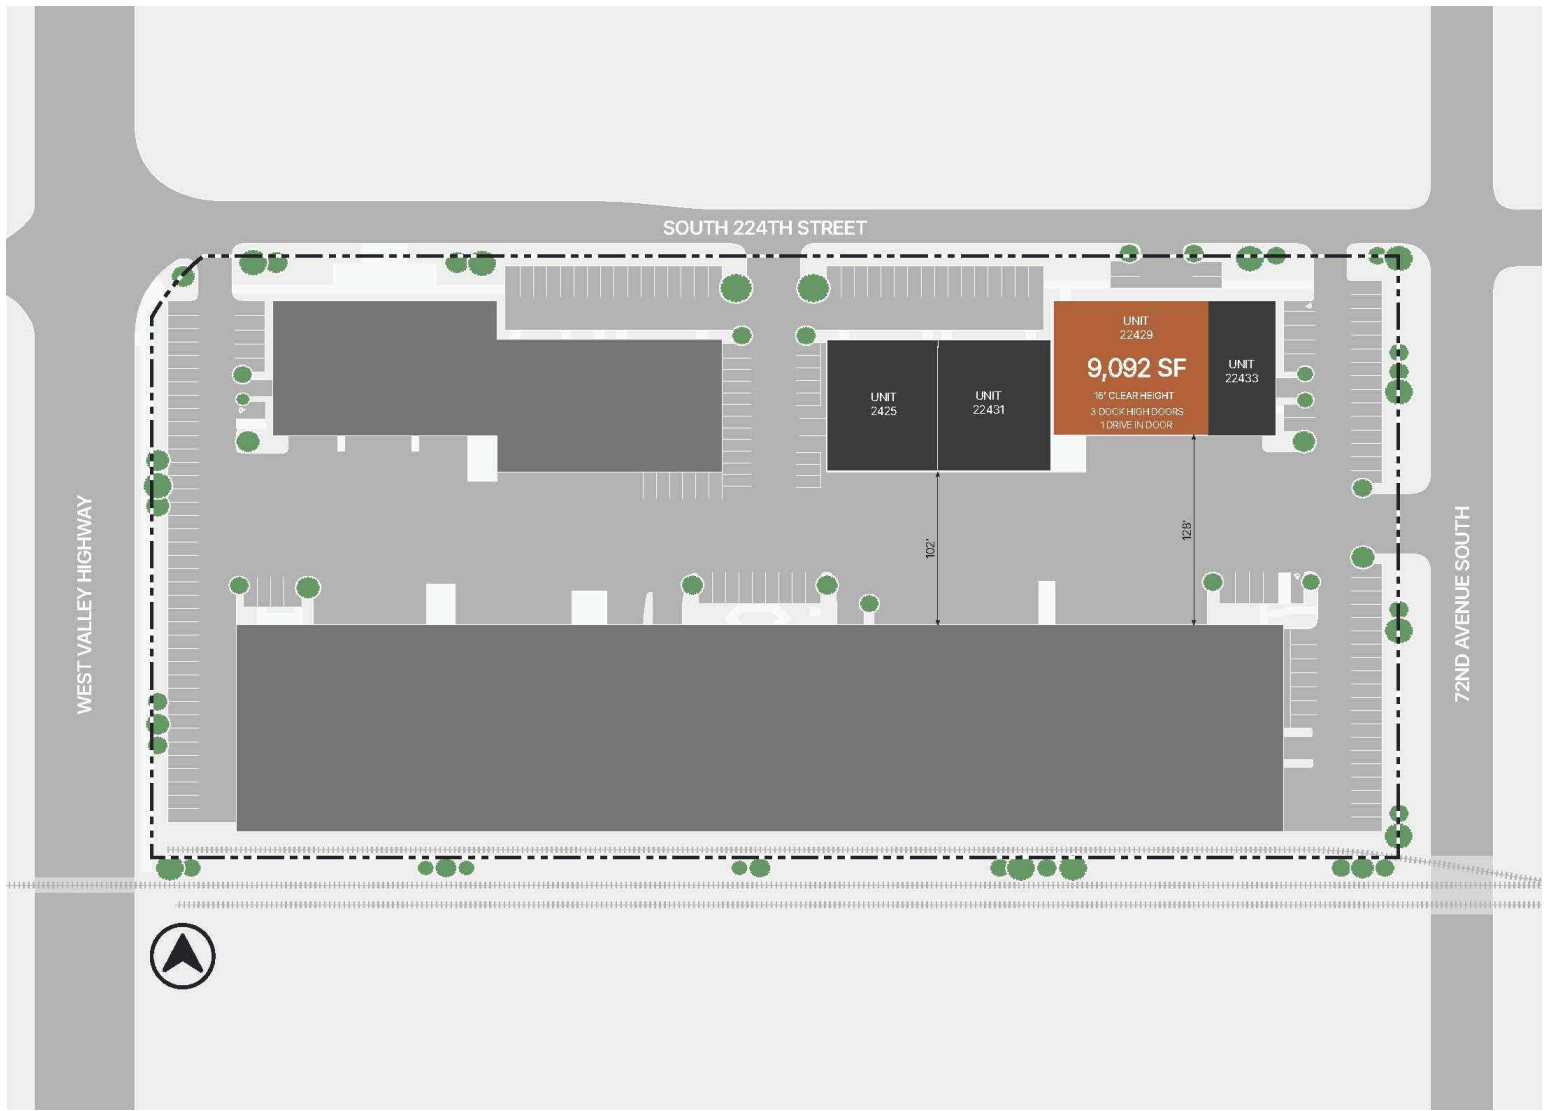 SOUTH 224TH STREET
UNIT
22429
9,092 SF
16' CLEAR HEIGHT
3 DOCK HIGH DOORS
1 DRIVE IN DOOR
UNIT
22433
UNIT
2425
UNIT
22431
102'
128'
WEST VALLEY HIGHWAY
72ND AVENUE SOUTH